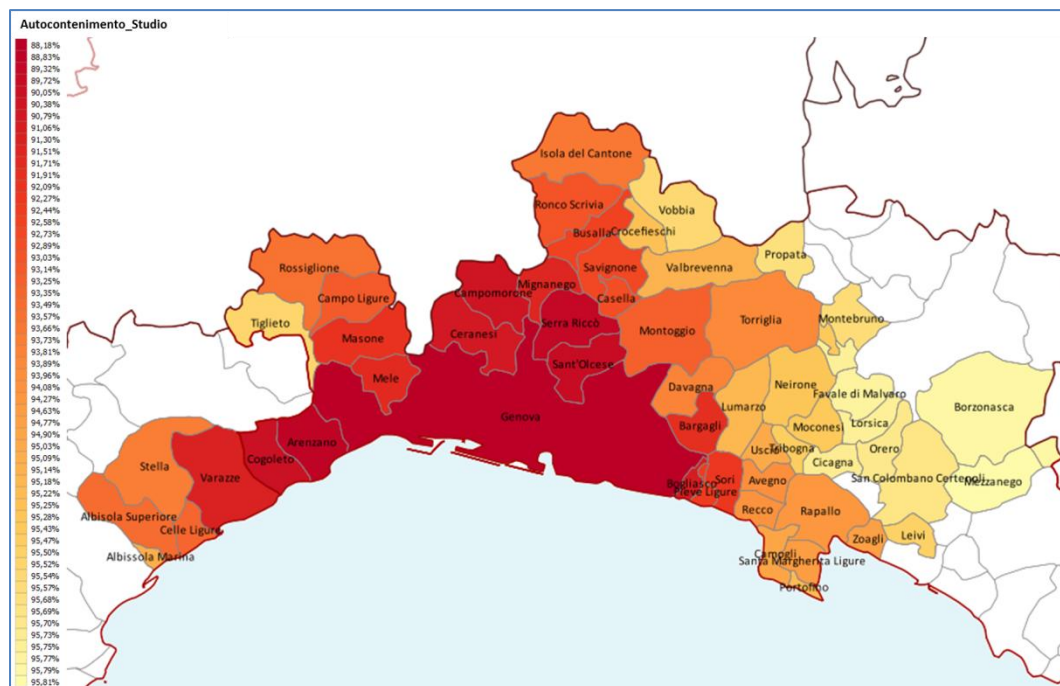 Autocontenimento_Studio
88,18%
88,83%
89,32%
89,72%
90,05%
90,38%
90,79%
91,06%
91,30%
91,51%
91,71%
91,91%
92,09%
92,27%
92,44%
92,58%
92,73%
92,89%
93,03%
93,14%
93,25%
93,35%
93,49%
93,57%
93,66%
93,73%
93,81%
93,89%
93,96%
94,08%
94,27%
94,63%
94,77%
94,90%
95,03%
95,09%
95,14%
95,18%
95,22%
95,25%
95,28%
95,43%
95,47%
95,50%
95,52%
95,54%
95,57%
95,68%
95,69%
95,70%
95,73%
95,75%
95,77%
95,79%
95,81%
Isola del Cantone
Ronco Scrivia
Vobbia
Busalla
Crocefieschi
Propata
Rossiglione
Savignone
Valbrevenna
Campo Ligure
Campomorone
Mignanego
Casella
Tiglieto
Serra Riccò
Montoggio
Torriglia
Montebruno
Masone
Ceranesi
Sant'Olcese
Mele
Davagna
Neirone
Favale di Malvaro
Borzonasca
Genova
Lumarzo
Bargagli
Moconesi
Lorsica
Arenzano
Cogoleto
Uscio
Tribogna
Orero
Stella
Varazze
Cicagna
Bogliasco
Sori
Avegno
San Colombano Certenoli
Mezzanego
Pieve Ligure
Recco
Rapallo
Albisola Superiore
Celle Ligure
Zoagli
Leivi
Albissola Marina
Camogli
Santa Margherita Ligure
Portofino